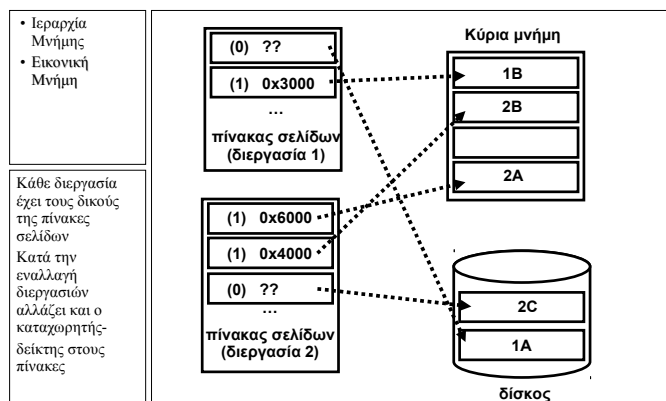 • Ιεραρχία
Μνήμης
• Εικονική
Μνήμη
Κάθε διεργασία
έχει τους δικούς
της πίνακες
σελίδων
Κατά την
εναλλαγή
διεργασιών
αλλάζει και ο
καταχωρητής-
δείκτης στους
πίνακες
(0) ??
(1) 0x3000
...
πίνακας σελίδων
(διεργασία 1)
(1) 0x6000
(1) 0x4000
(0) ??
...
πίνακας σελίδων
(διεργασία 2)
Κύρια μνήμη
1B
2B
2A
2C
1A
δίσκος